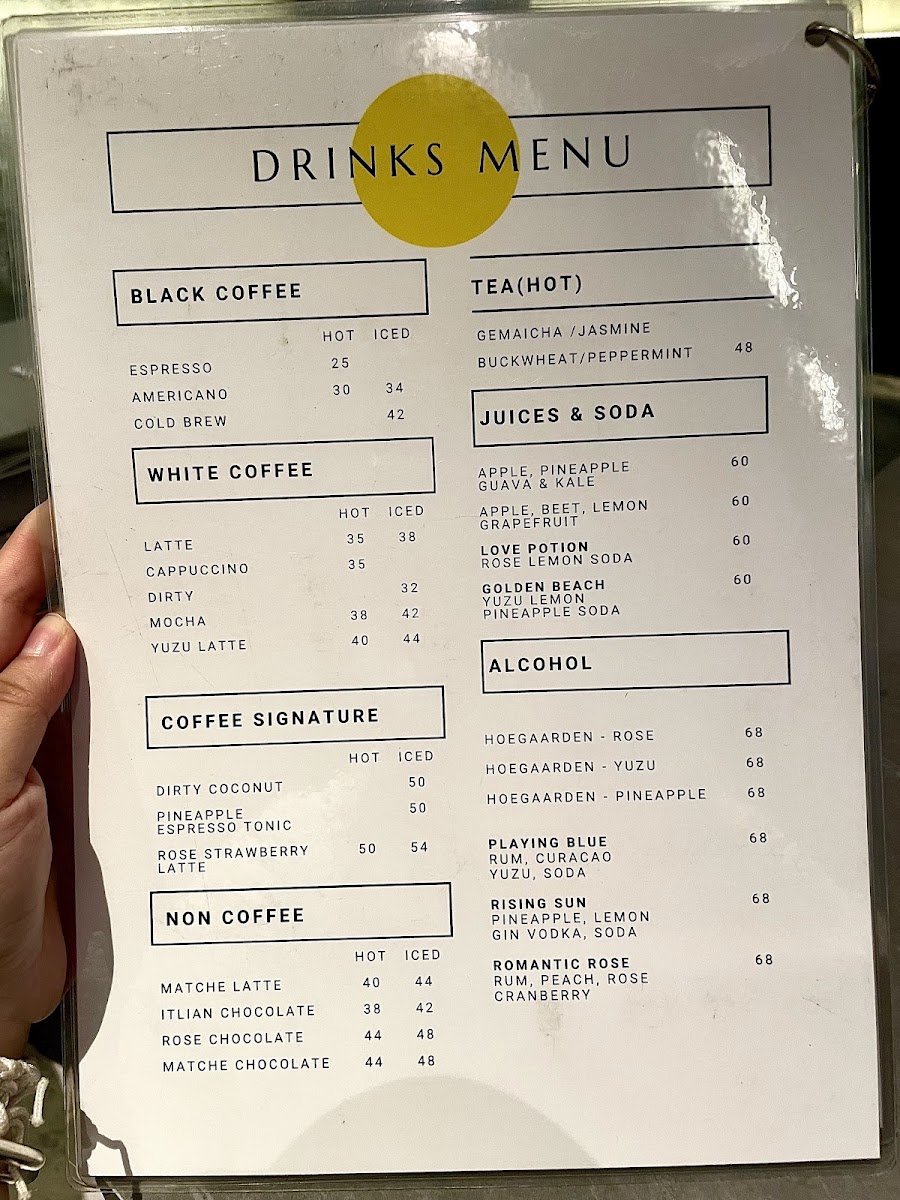 DRINKS MENU
BLACK COFFEE
HOT ICED
ESPRESSO 25
AMERICANO 30 34
COLD BREW 42
WHITE COFFEE
HOT ICED
LATTE 35 38
CAPPUCCINO 35
DIRTY 32
MOCHA 38 42
YUZU LATTE 40 44
COFFEE SIGNATURE
HOT ICED
DIRTY COCONUT 50
PINEAPPLE 50
ESPRESSO TONIC
ROSE STRAWBERRY 50 54
LATTE
NON COFFEE
HOT ICED
MATCHE LATTE 40 44
ITLIAN CHOCOLATE 38 42
ROSE CHOCOLATE 44 48
MATCHE CHOCOLATE 44 48
TEA(HOT)
GEMAICHA /JASMINE
BUCKWHEAT/PEPPERMINT 48
JUICES & SODA
APPLE, PINEAPPLE 60
GUAVA & KALE
APPLE, BEET, LEMON 60
GRAPEFRUIT
LOVE POTION 60
ROSE LEMON SODA
GOLDEN BEACH 60
YUZU LEMON
PINEAPPLE SODA
ALCOHOL
HOEGAARDEN - ROSE 68
HOEGAARDEN - YUZU 68
HOEGAARDEN - PINEAPPLE 68
PLAYING BLUE 68
RUM, CURACAO
YUZU, SODA
RISING SUN 68
PINEAPPLE, LEMON
GIN VODKA, SODA
ROMANTIC ROSE 68
RUM, PEACH, ROSE
CRANBERRY